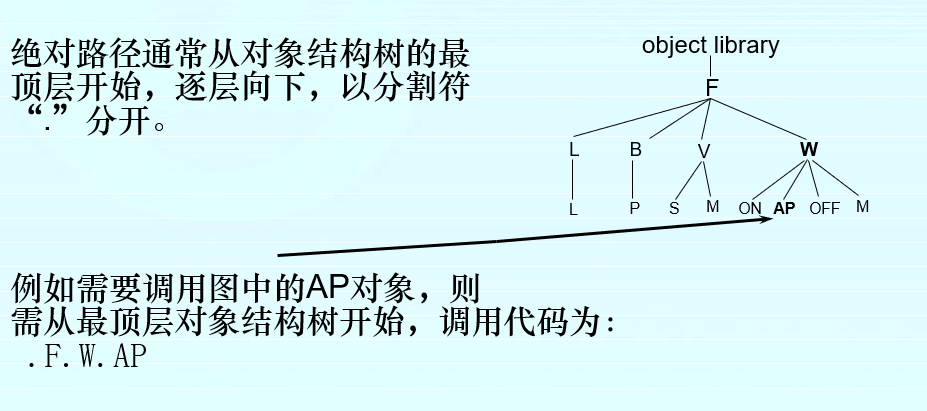 绝对路径通常从对象结构树的最
顶层开始，逐层向下，以分割符
“.”分开。
object library
F
L B V W
L P S M ON AP OFF M
例如需要调用图中的AP对象，则
需从最顶层对象结构树开始，调用代码为:
.F.W.AP